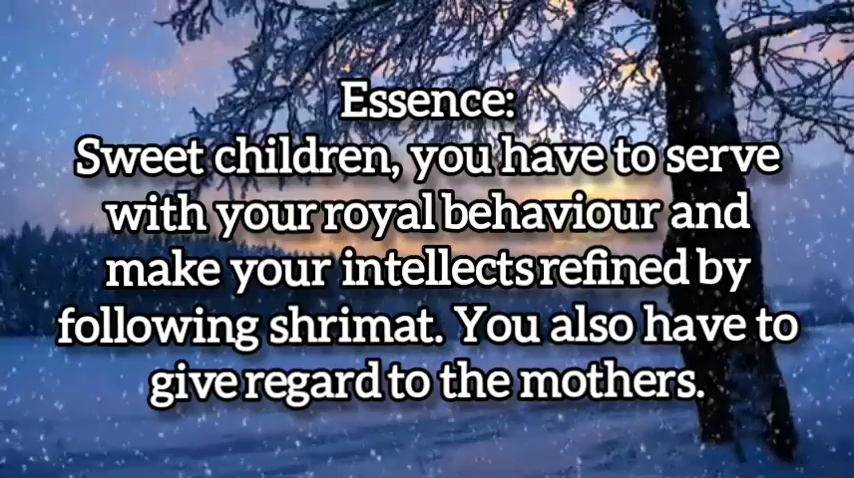 Essence:
Sweet children, you have to serve
with your royal behaviour and
make your intellects refined by
following shrimat. You also have to
give regard to the mothers.